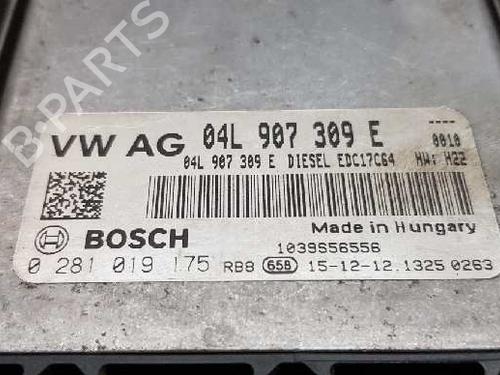 VW AG 04L 907 309 E ----
0010
04L 907 309 E DIESEL EDC17C64 HW: H22
Made in Hungary
BOSCH 1039S56556
0 281 019 175 RB8 658 15-12-12.1325 0263
B-PARTS